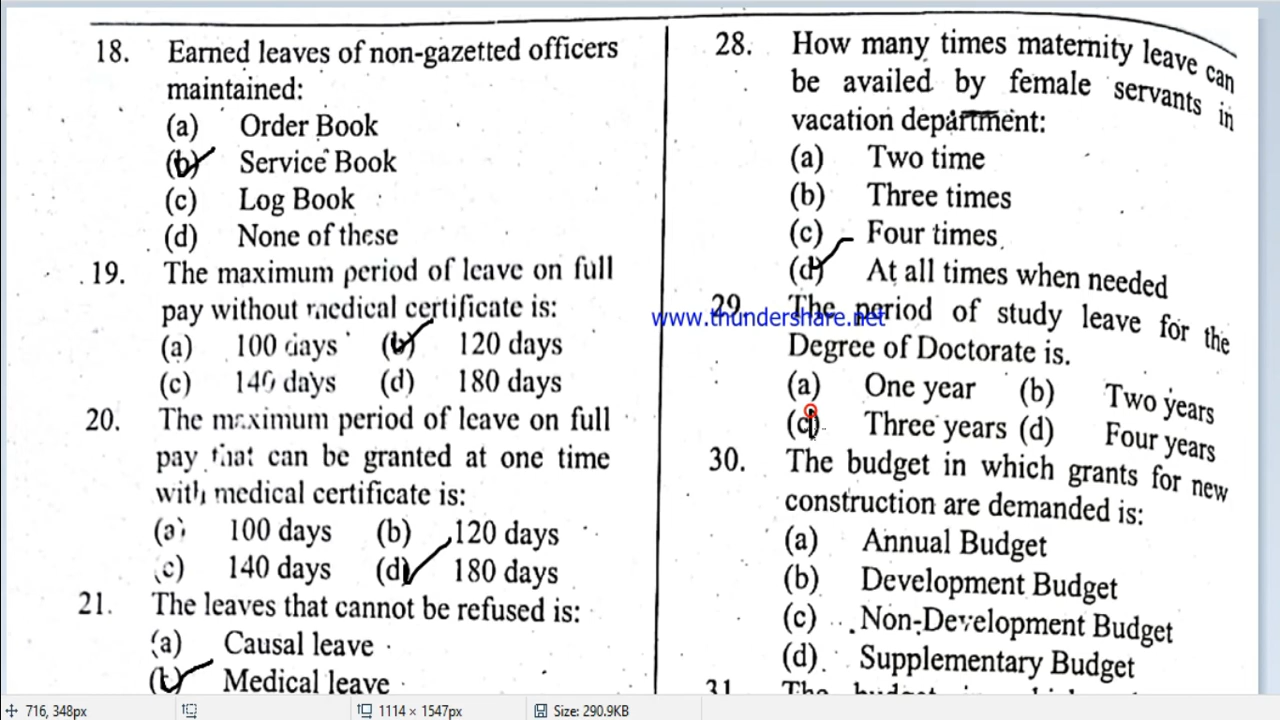 18. Earned leaves of non-gazetted officers
maintained:
(a) Order Book
(b) Service Book
(c) Log Book
(d) None of these
19. The maximum period of leave on full
pay without medical certificate is:
(a) 100 days (b) 120 days
(c) 140 days (d) 180 days
20. The maximum period of leave on full
pay that can be granted at one time
with medical certificate is:
(a) 100 days (b) 120 days
(c) 140 days (d) 180 days
21. The leaves that cannot be refused is:
(a) Causal leave
(b) Medical leave
28. How many times maternity leave can
be availed by female servants in
vacation department:
(a) Two time
(b) Three times
(c) Four times
(d) At all times when needed
www.thundershare.net
29. The period of study leave for the
Degree of Doctorate is.
(a) One year (b) Two years
(c) Three years (d) Four years
30. The budget in which grants for new
construction are demanded is:
(a) Annual Budget
(b) Development Budget
(c) Non-Development Budget
(d) Supplementary Budget
31 The budget
716, 348px
1114 × 1547px
Size: 290.9KB